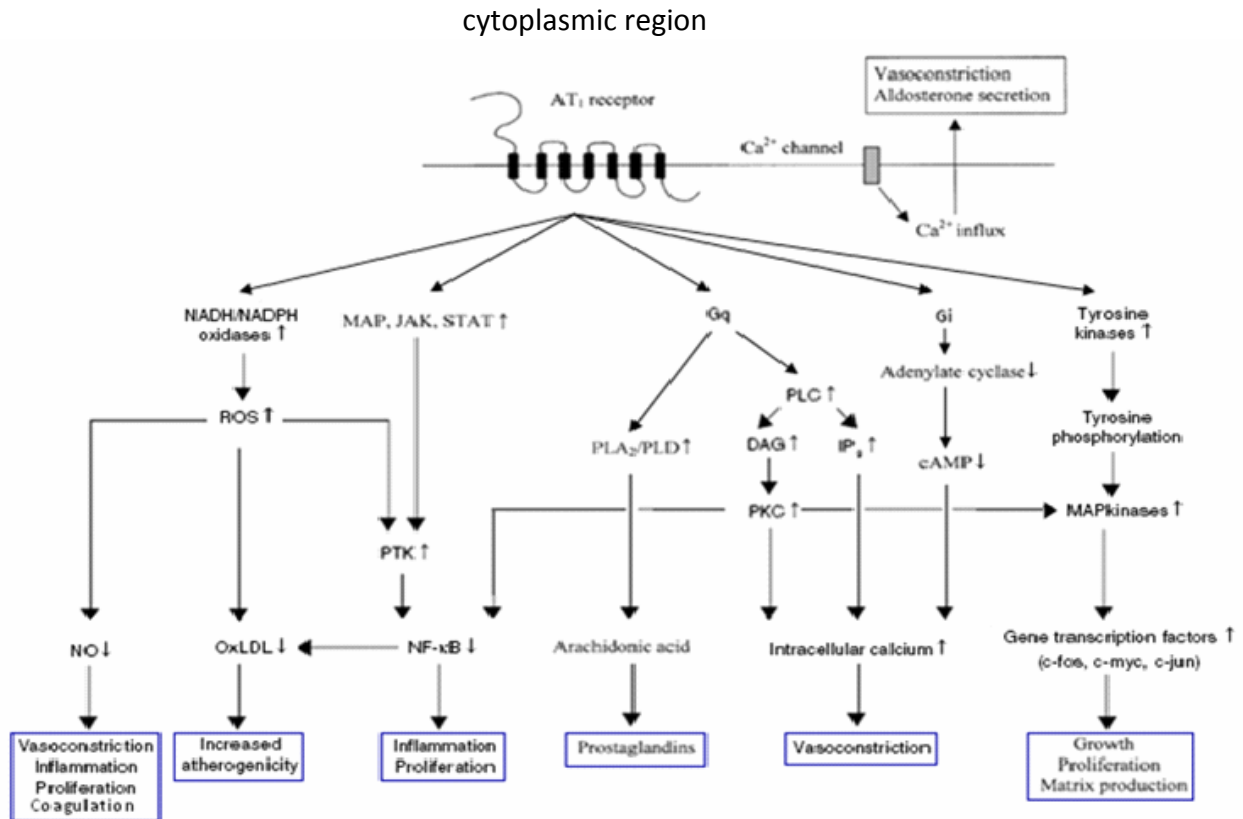 cytoplasmic region
Vasoconstriction
Aldosterone secretion
AT₁ receptor
Ca²⁺ channel
Ca²⁺ influx
NADH/NADPH
oxidases ↑
MAP, JAK, STAT ↑
Gq
Gi
Tyrosine
kinases ↑
Adenylate cyclase ↓
PLC ↑
ROS ↑
Tyrosine
phosphorylation
PLA₂/PLD ↑
DAG ↑
IP₃ ↑
cAMP ↓
PKC ↑
MAPkinases ↑
PTK ↑
NO ↓
OxLDL ↓
NF-κB ↓
Arachidonic acid
Intracellular calcium ↑
Gene transcription factors ↑
(c-fos, c-myc, c-jun)
Vasoconstriction
Inflammation
Proliferation
Coagulation
Increased
atherogenicity
Inflammation
Proliferation
Prostaglandins
Vasoconstriction
Growth
Proliferation
Matrix production